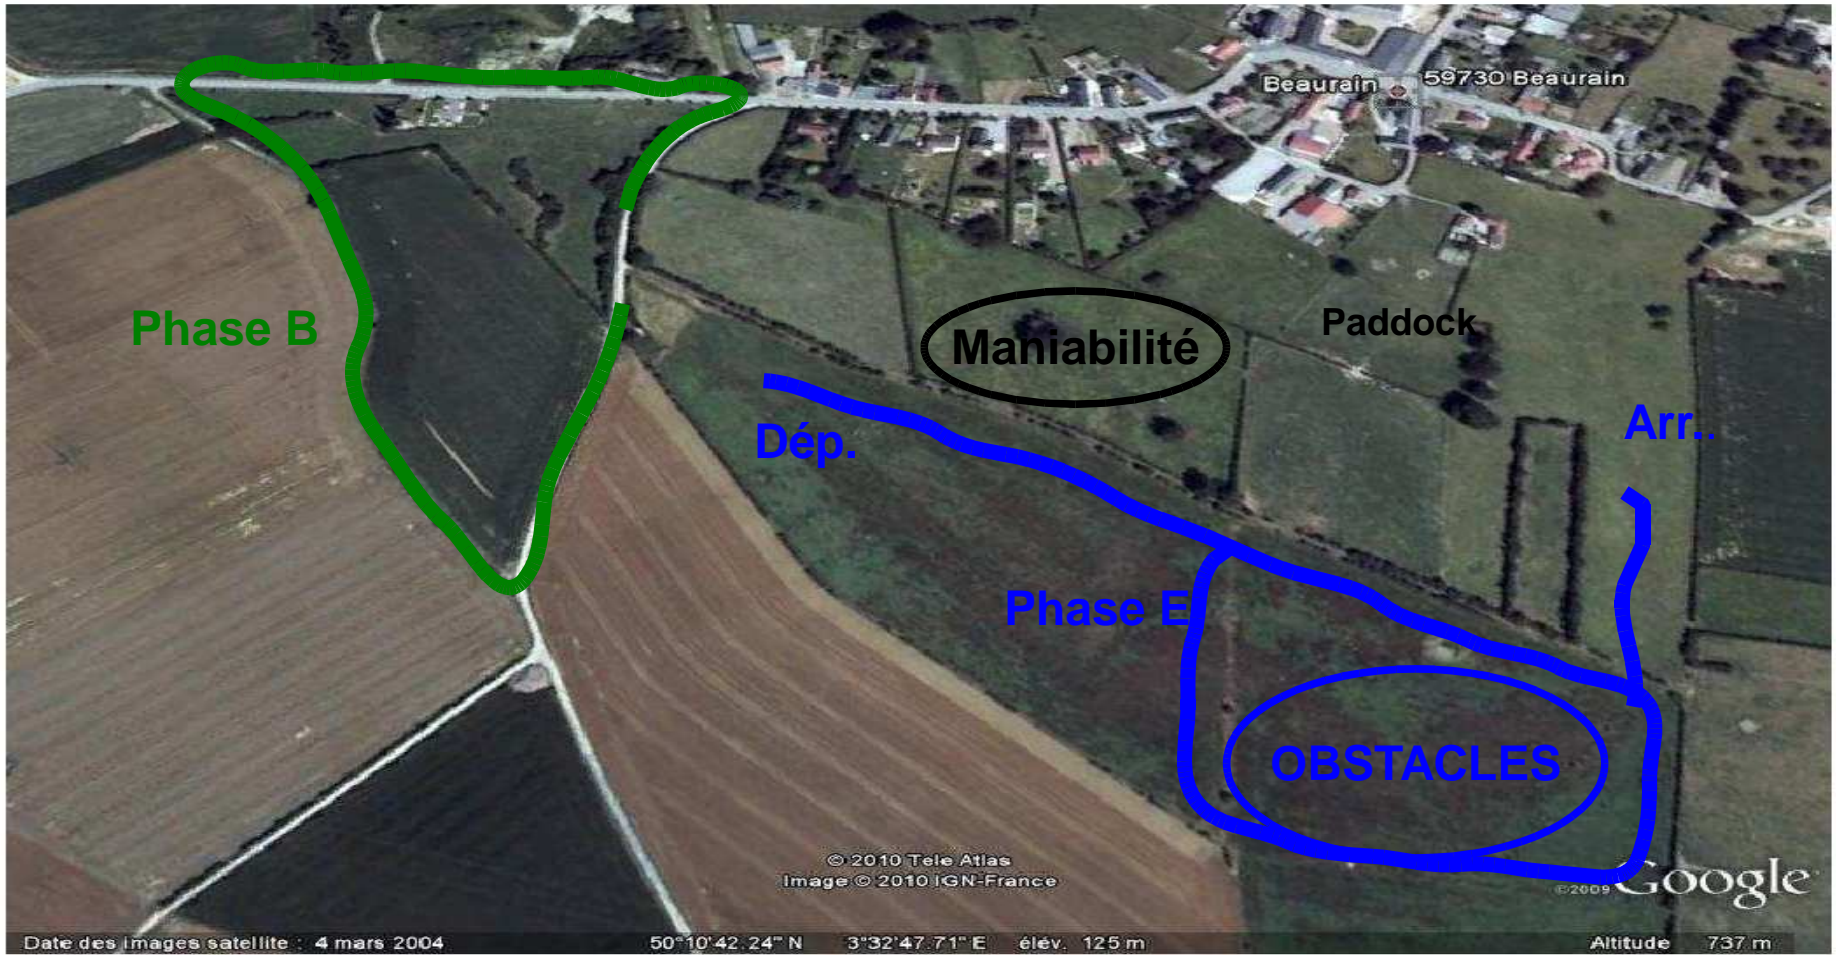 Beaurain
59730 Beaurain
Phase B
Maniabilité
Paddock
Dép.
Arr..
Phase E
OBSTACLES
© 2010 Tele Atlas
Image © 2010 IGN-France
©2009 Google
Date des images satellite : 4 mars 2004 50°10'42.24" N 3°32'47.71" E élév. 125 m Altitude 737 m